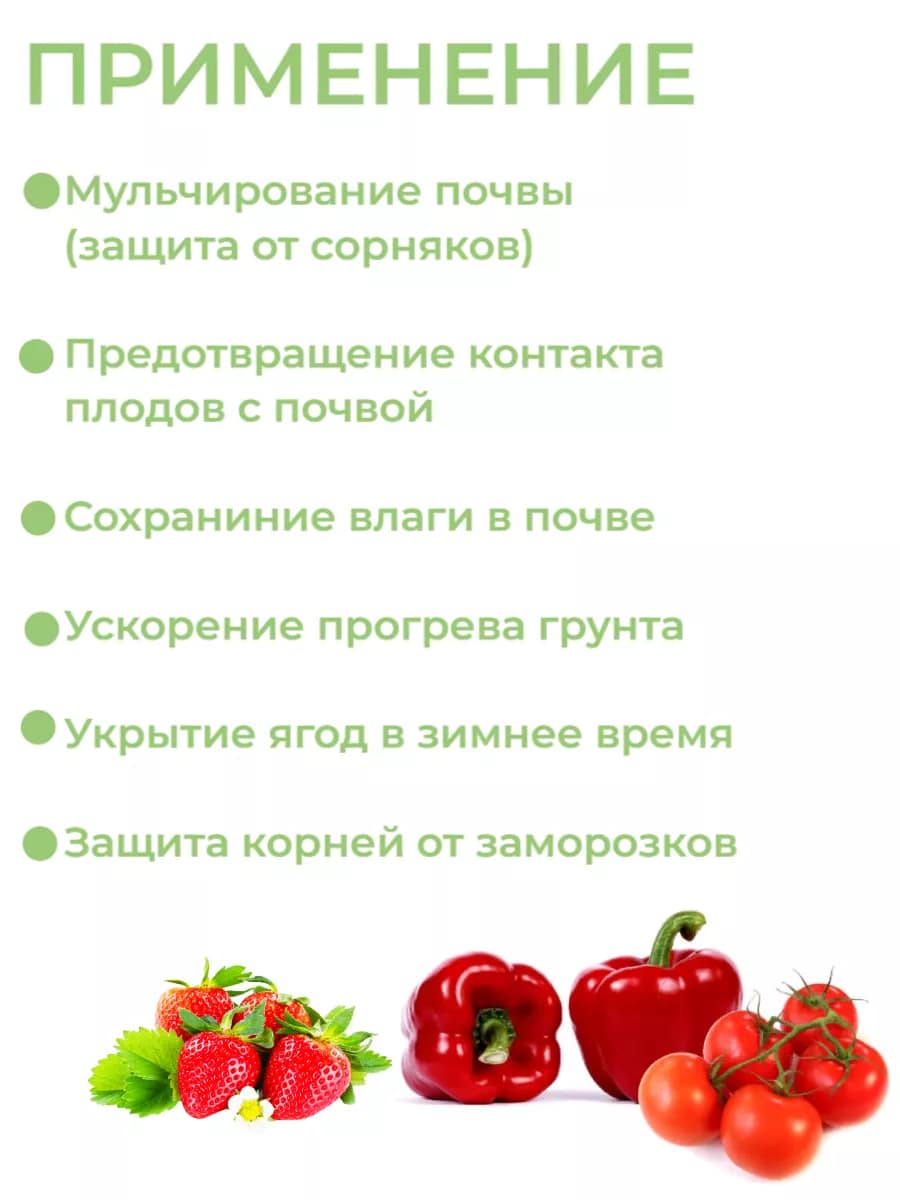 ПРИМЕНЕНИЕ
Мульчирование почвы
(защита от сорняков)
Предотвращение контакта
плодов с почвой
Сохраниние влаги в почве
Ускорение прогрева грунта
Укрытие ягод в зимнее время
Защита корней от заморозков